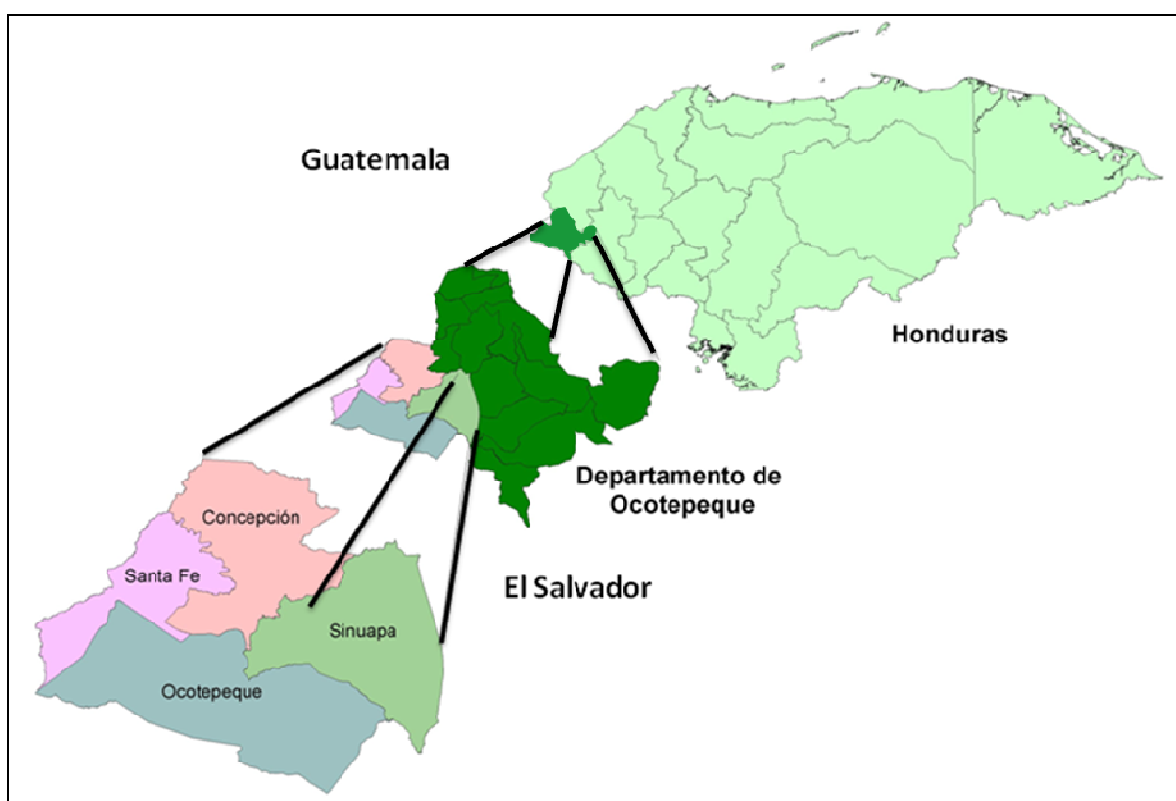 Guatemala
Honduras
Departamento de
Ocotepeque
Concepción
Santa Fe
El Salvador
Sinuapa
Ocotepeque